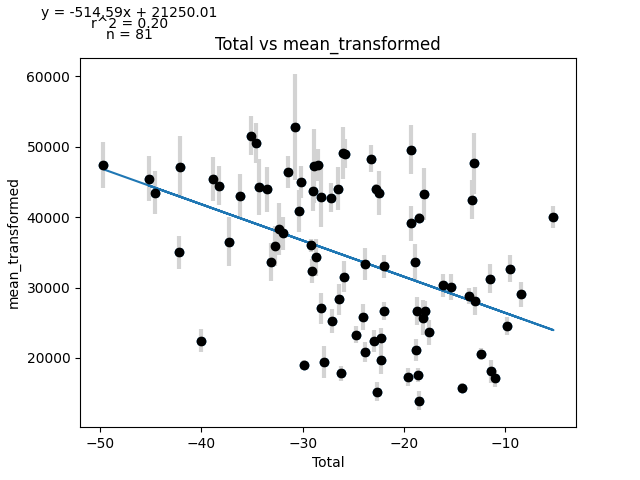 y = -514.59x + 21250.01
r^2 = 0.20
n = 81
Total vs mean_transformed
60000
50000
40000
30000
20000
mean_transformed
−50
−40
−30
−20
−10
Total